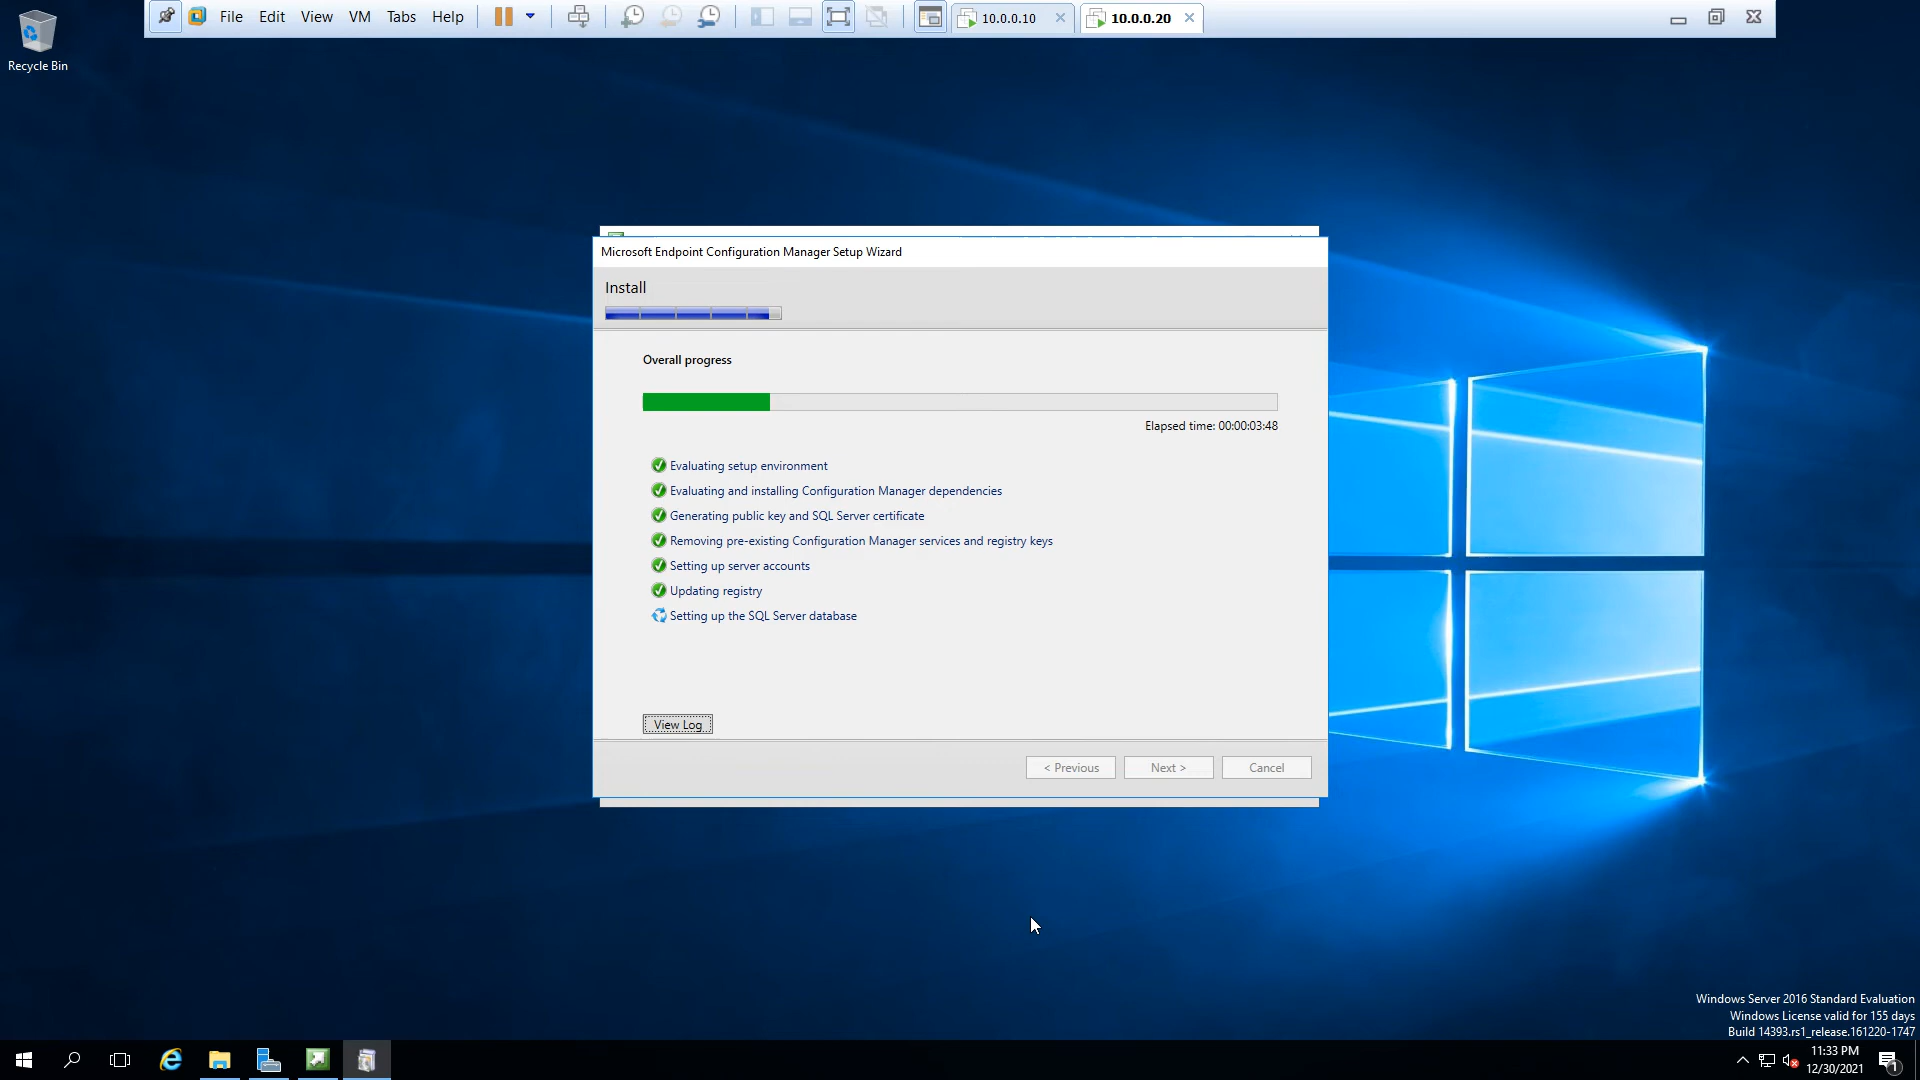 File Edit View VM Tabs Help
10.0.0.10
10.0.0.20
Recycle Bin
Microsoft Endpoint Configuration Manager Setup Wizard
Install
Overall progress
Elapsed time: 00:00:03:48
Evaluating setup environment
Evaluating and installing Configuration Manager dependencies
Generating public key and SQL Server certificate
Removing pre-existing Configuration Manager services and registry keys
Setting up server accounts
Updating registry
Setting up the SQL Server database
View Log
< Previous
Next >
Cancel
Windows Server 2016 Standard Evaluation
Windows License valid for 155 days
Build 14393.rs1_release.161220-1747
11:33 PM
12/30/2021
1